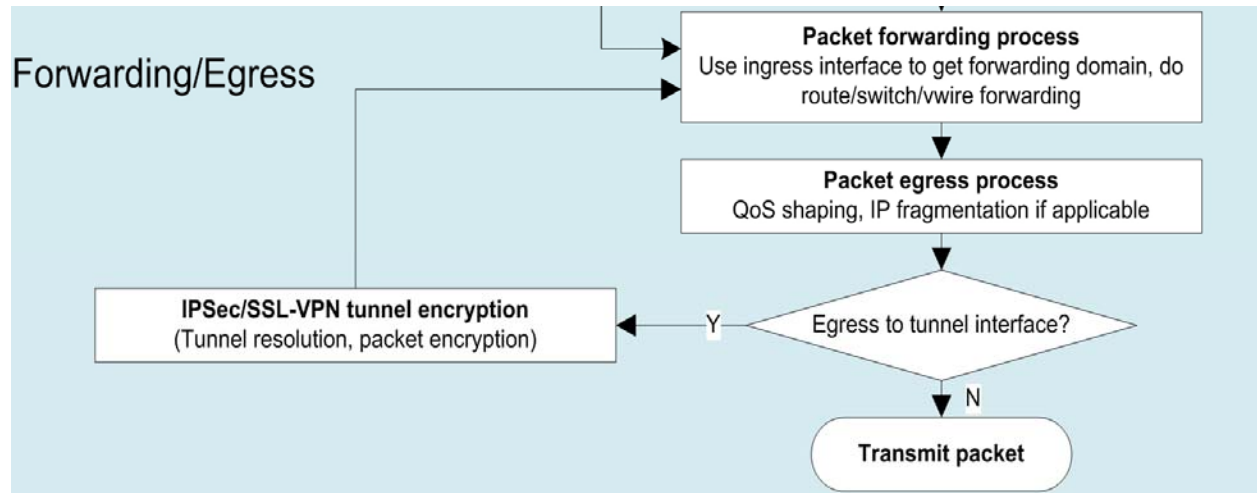 Forwarding/Egress
Packet forwarding process
Use ingress interface to get forwarding domain, do
route/switch/vwire forwarding
Packet egress process
QoS shaping, IP fragmentation if applicable
IPSec/SSL-VPN tunnel encryption
(Tunnel resolution, packet encryption)
Y
Egress to tunnel interface?
N
Transmit packet